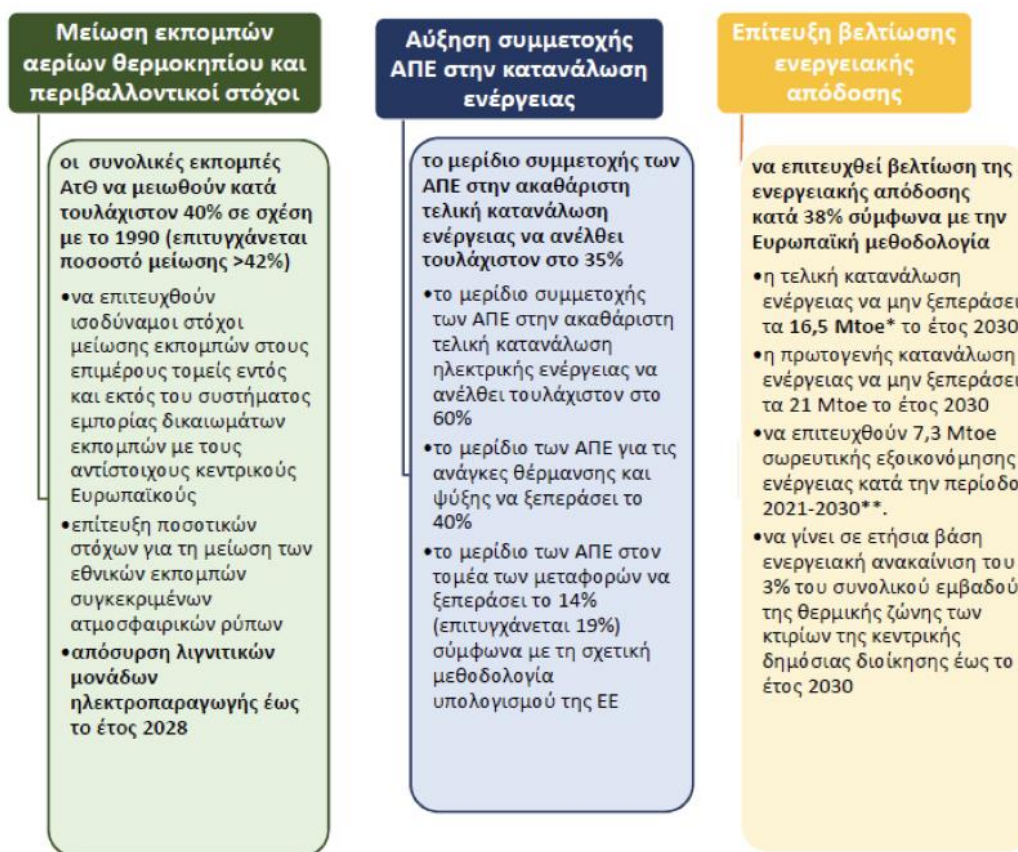 Μείωση εκπομπών
αερίων θερμοκηπίου και
περιβαλλοντικοί στόχοι
οι συνολικές εκπομπές
ΑτΘ να μειωθούν κατά
τουλάχιστον 40% σε σχέση
με το 1990 (επιτυγχάνεται
ποσοστό μείωσης >42%)
•να επιτευχθούν
ισοδύναμοι στόχοι
μείωσης εκπομπών στους
επιμέρους τομείς εντός
και εκτός του συστήματος
εμπορίας δικαιωμάτων
εκπομπών με τους
αντίστοιχους κεντρικούς
Ευρωπαϊκούς
•επίτευξη ποσοτικών
στόχων για τη μείωση των
εθνικών εκπομπών
συγκεκριμένων
ατμοσφαιρικών ρύπων
•απόσυρση λιγνιτικών
μονάδων
ηλεκτροπαραγωγής έως
το έτος 2028
Αύξηση συμμετοχής
ΑΠΕ στην κατανάλωση
ενέργειας
το μερίδιο συμμετοχής των
ΑΠΕ στην ακαθάριστη
τελική κατανάλωση
ενέργειας να ανέλθει
τουλάχιστον στο 35%
•το μερίδιο συμμετοχής
των ΑΠΕ στην ακαθάριστη
τελική κατανάλωση
ηλεκτρικής ενέργειας να
ανέλθει τουλάχιστον στο
60%
•το μερίδιο των ΑΠΕ για τις
ανάγκες θέρμανσης και
ψύξης να ξεπεράσει το
40%
•το μερίδιο των ΑΠΕ στον
τομέα των μεταφορών να
ξεπεράσει το 14%
(επιτυγχάνεται 19%)
σύμφωνα με τη σχετική
μεθοδολογία
υπολογισμού της ΕΕ
Επίτευξη βελτίωσης
ενεργειακής
απόδοσης
να επιτευχθεί βελτίωση της
ενεργειακής απόδοσης
κατά 38% σύμφωνα με την
Ευρωπαϊκή μεθοδολογία
•η τελική κατανάλωση
ενέργειας να μην ξεπεράσει
τα 16,5 Mtoe* το έτος 2030
•η πρωτογενής κατανάλωση
ενέργειας να μην ξεπεράσει
τα 21 Mtoe το έτος 2030
•να επιτευχθούν 7,3 Mtoe
σωρευτικής εξοικονόμησης
ενέργειας κατά την περίοδο
2021-2030**.
•να γίνει σε ετήσια βάση
ενεργειακή ανακαίνιση του
3% του συνολικού εμβαδού
της θερμικής ζώνης των
κτιρίων της κεντρικής
δημόσιας διοίκησης έως το
έτος 2030